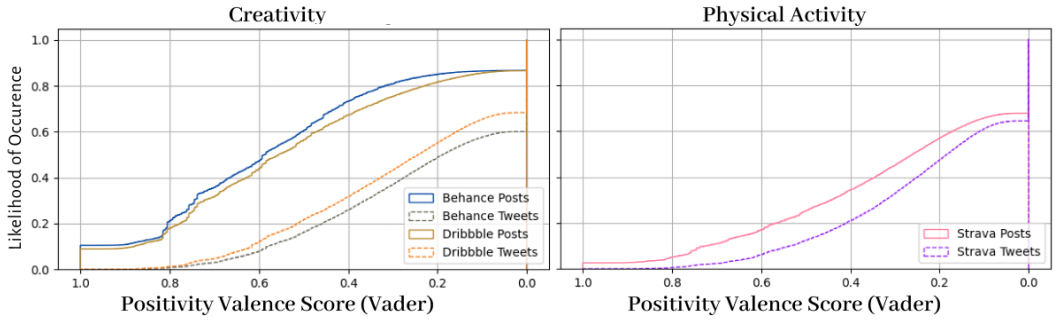 Creativity
Physical Activity
Likelihood of Occurence
1.0
0.8
0.6
0.4
0.2
0.0
Behance Posts
Behance Tweets
Dribbble Posts
Dribbble Tweets
Strava Posts
Strava Tweets
1.0 0.8 0.6 0.4 0.2 0.0
1.0 0.8 0.6 0.4 0.2 0.0
Positivity Valence Score (Vader)
Positivity Valence Score (Vader)